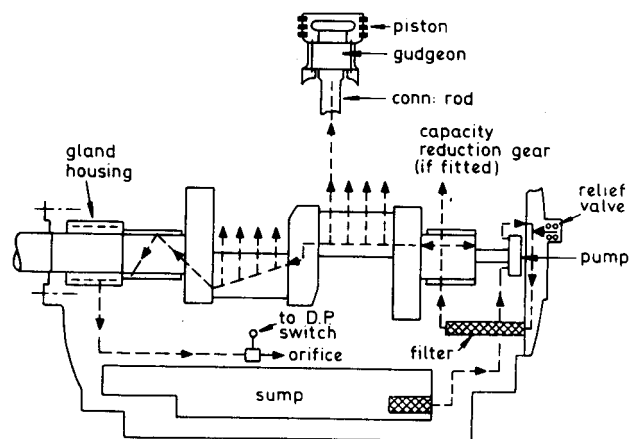 piston
gudgeon
conn: rod
gland
housing
capacity
reduction gear
(if fitted)
relief
valve
pump
to D.P.
switch
orifice
filter
sump